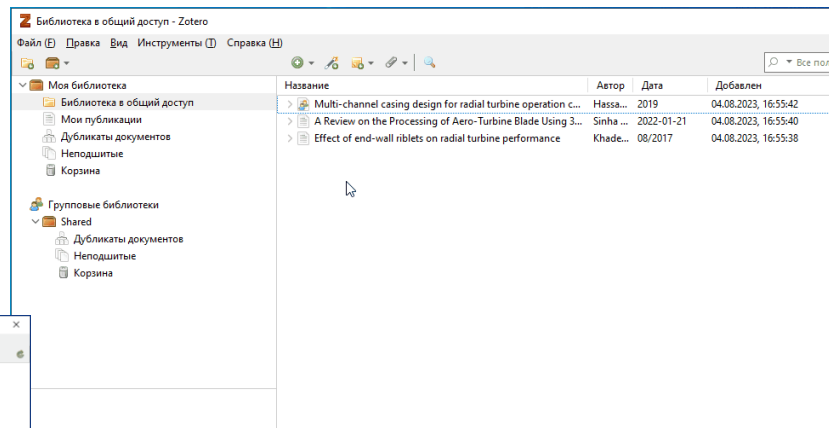 Библиотека в общий доступ - Zotero
Файл (F) Правка Вид Инструменты (T) Справка (H)
Все пол
Моя библиотека
Библиотека в общий доступ
Мои публикации
Дубликаты документов
Неподшитые
Корзина
Групповые библиотеки
Shared
Дубликаты документов
Неподшитые
Корзина
Название Автор Дата Добавлен
Multi-channel casing design for radial turbine operation c... Hassa... 2019 04.08.2023, 16:55:42
A Review on the Processing of Aero-Turbine Blade Using 3... Sinha ... 2022-01-21 04.08.2023, 16:55:40
Effect of end-wall riblets on radial turbine performance Khade... 08/2017 04.08.2023, 16:55:38